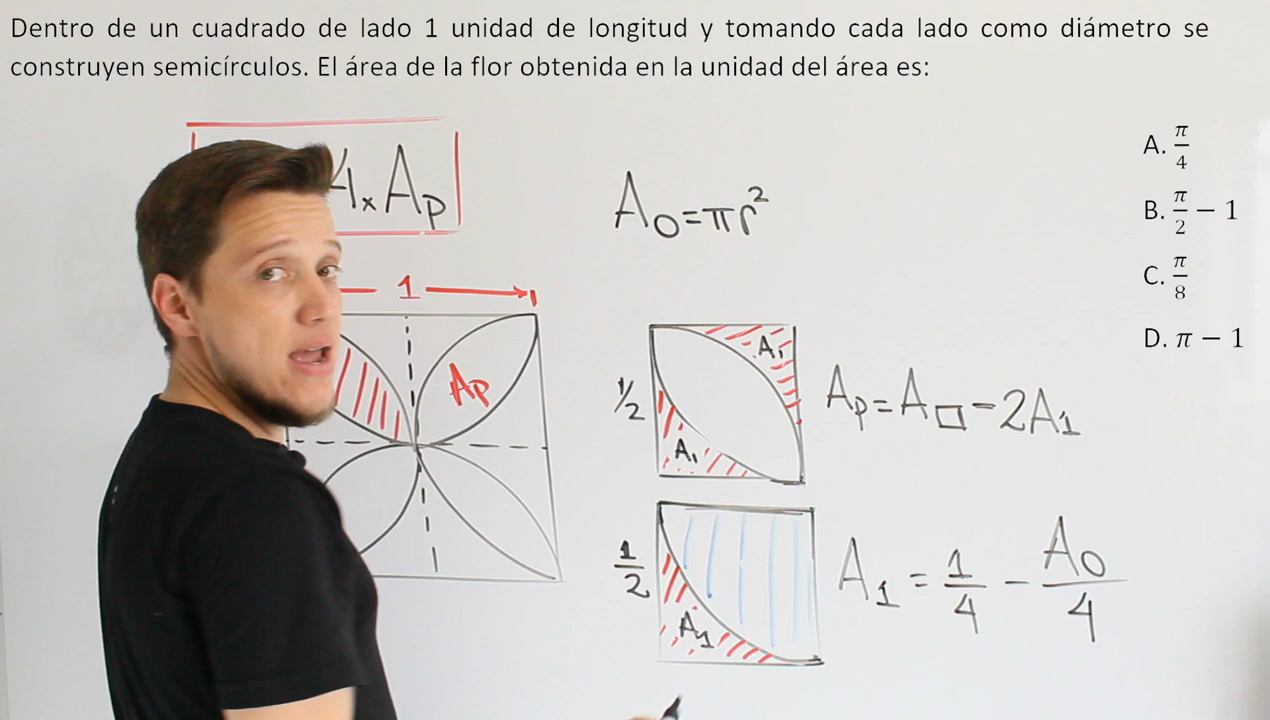 Dentro de un cuadrado de lado 1 unidad de longitud y tomando cada lado como diámetro se
construyen semicírculos. El área de la flor obtenida en la unidad del área es:
A. π/4
B. π/2 − 1
C. π/8
D. π − 1
4xAp
A○=πr²
1
Ap
1/2
A₁
A₁
Ap=A□-2A₁
1/2
A₁
A₁ = 1/4 - A○/4